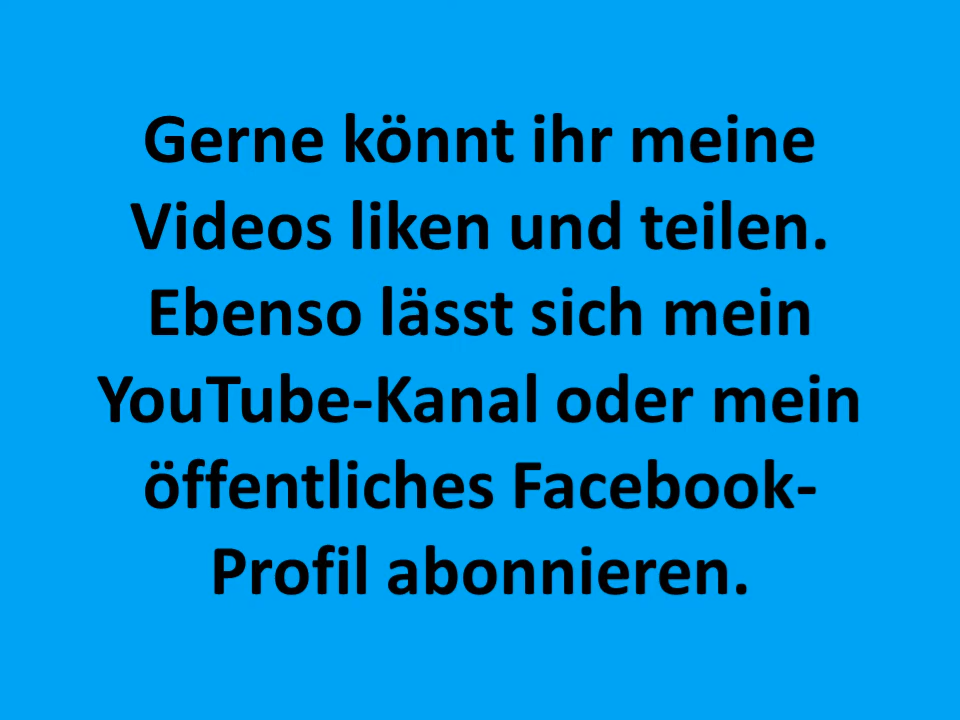 Gerne könnt ihr meine
Videos liken und teilen.
Ebenso lässt sich mein
YouTube-Kanal oder mein
öffentliches Facebook-
Profil abonnieren.